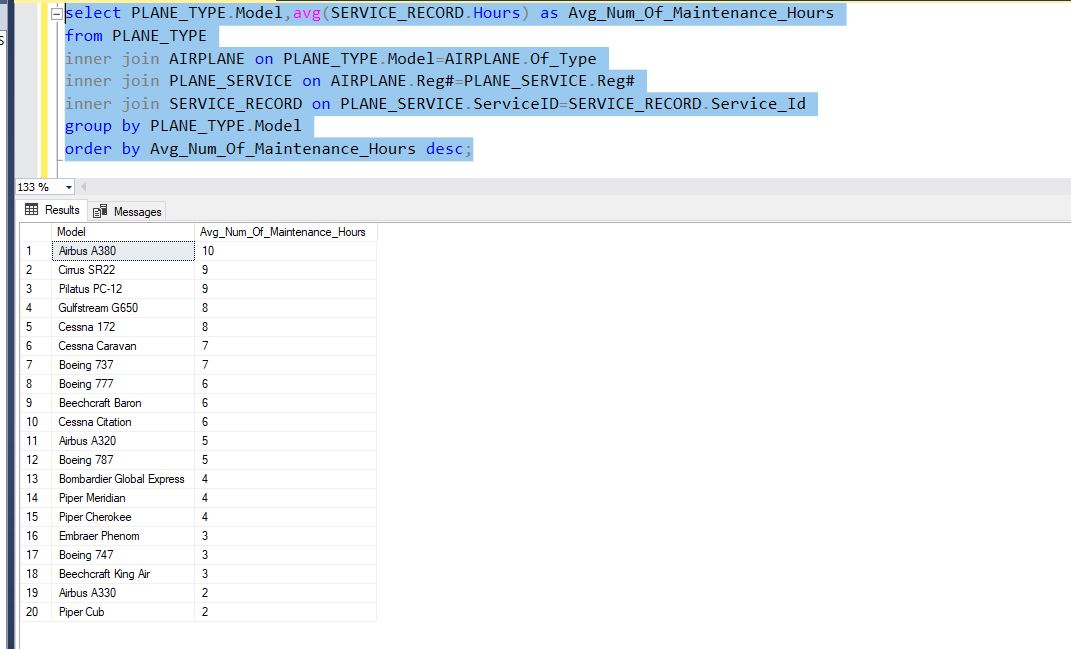 select PLANE_TYPE.Model,avg(SERVICE_RECORD.Hours) as Avg_Num_Of_Maintenance_Hours
from PLANE_TYPE
inner join AIRPLANE on PLANE_TYPE.Model=AIRPLANE.Of_Type
inner join PLANE_SERVICE on AIRPLANE.Reg#=PLANE_SERVICE.Reg#
inner join SERVICE_RECORD on PLANE_SERVICE.ServiceID=SERVICE_RECORD.Service_Id
group by PLANE_TYPE.Model
order by Avg_Num_Of_Maintenance_Hours desc;
133 %
Results Messages
Model Avg_Num_Of_Maintenance_Hours
1 Airbus A380 10
2 Cirrus SR22 9
3 Pilatus PC-12 9
4 Gulfstream G650 8
5 Cessna 172 8
6 Cessna Caravan 7
7 Boeing 737 7
8 Boeing 777 6
9 Beechcraft Baron 6
10 Cessna Citation 6
11 Airbus A320 5
12 Boeing 787 5
13 Bombardier Global Express 4
14 Piper Meridian 4
15 Piper Cherokee 4
16 Embraer Phenom 3
17 Boeing 747 3
18 Beechcraft King Air 3
19 Airbus A330 2
20 Piper Cub 2